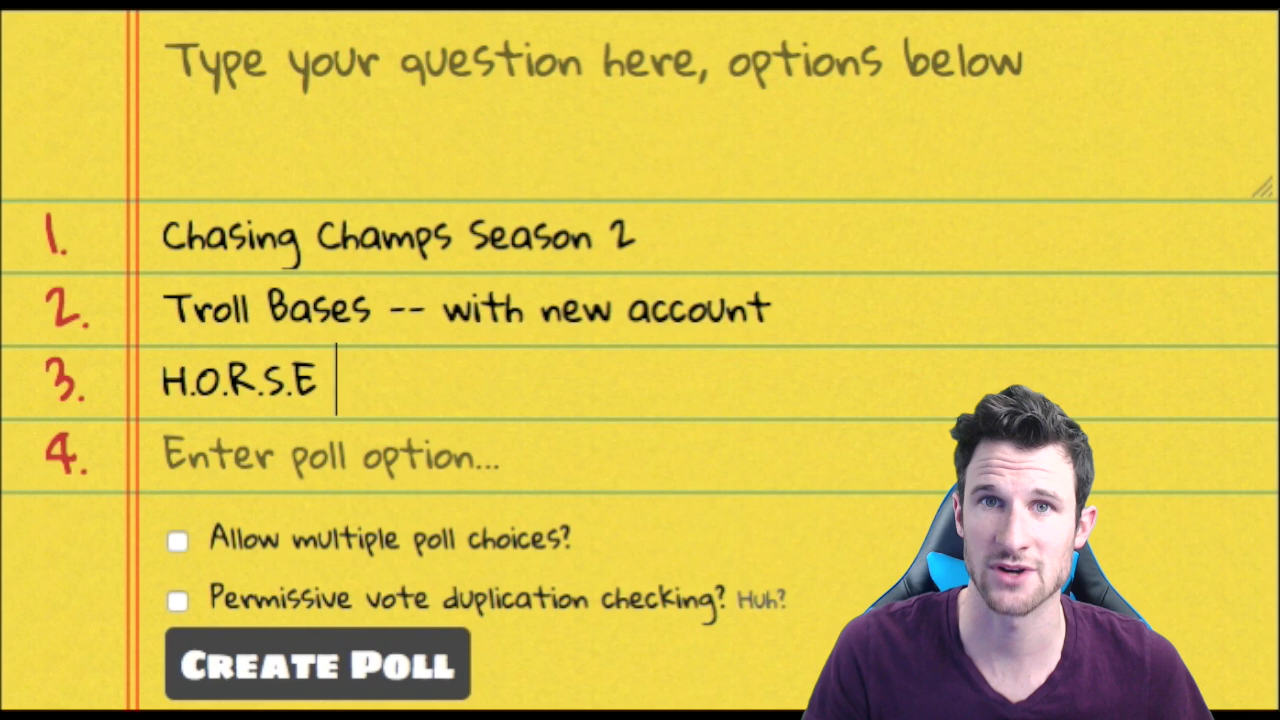 Type your question here, options below
1. Chasing Champs Season 2
2. Troll Bases -- with new account
3. H.O.R.S.E
4. Enter poll option...
Allow multiple poll choices?
Permissive vote duplication checking? Huh?
CREATE POLL